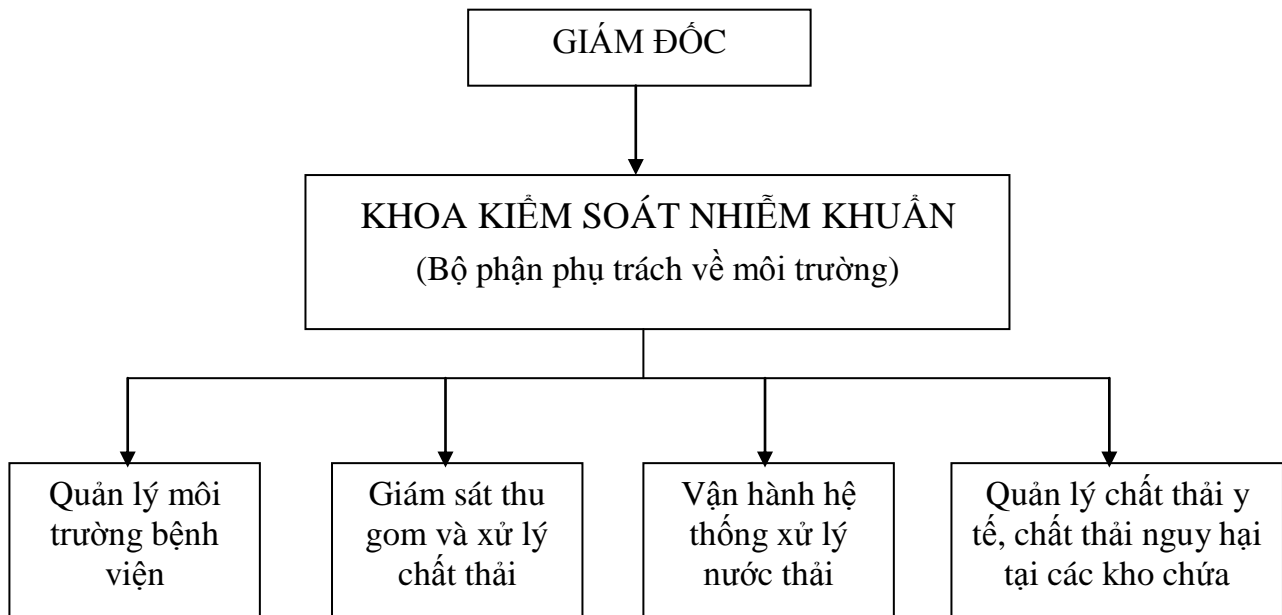 GIÁM ĐỐC
KHOA KIỂM SOÁT NHIỄM KHUẨN
(Bộ phận phụ trách về môi trường)
Quản lý môi
trường bệnh
viện
Giám sát thu
gom và xử lý
chất thải
Vận hành hệ
thống xử lý
nước thải
Quản lý chất thải y
tế, chất thải nguy hại
tại các kho chứa